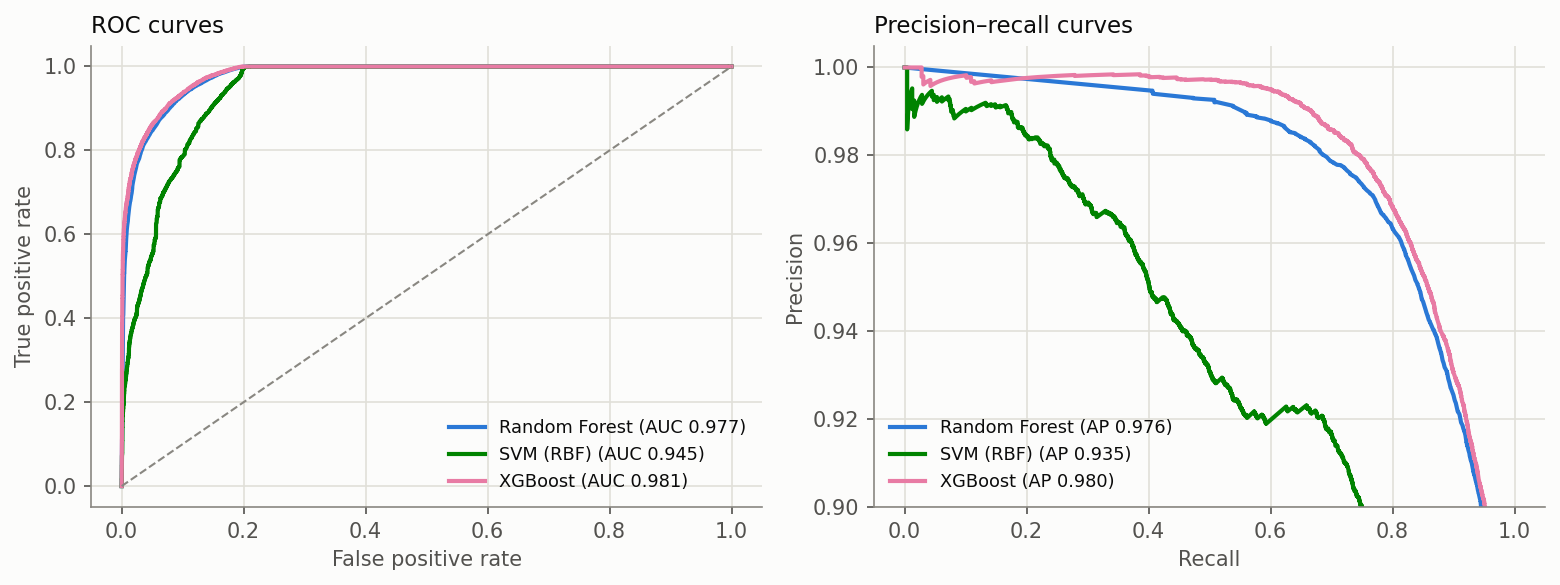 ROC curves
True positive rate
1.0
0.8
0.6
0.4
0.2
0.0
Random Forest (AUC 0.977)
SVM (RBF) (AUC 0.945)
XGBoost (AUC 0.981)
0.0 0.2 0.4 0.6 0.8 1.0
False positive rate
Precision–recall curves
Precision
1.00
0.98
0.96
0.94
0.92
0.90
Random Forest (AP 0.976)
SVM (RBF) (AP 0.935)
XGBoost (AP 0.980)
0.0 0.2 0.4 0.6 0.8 1.0
Recall